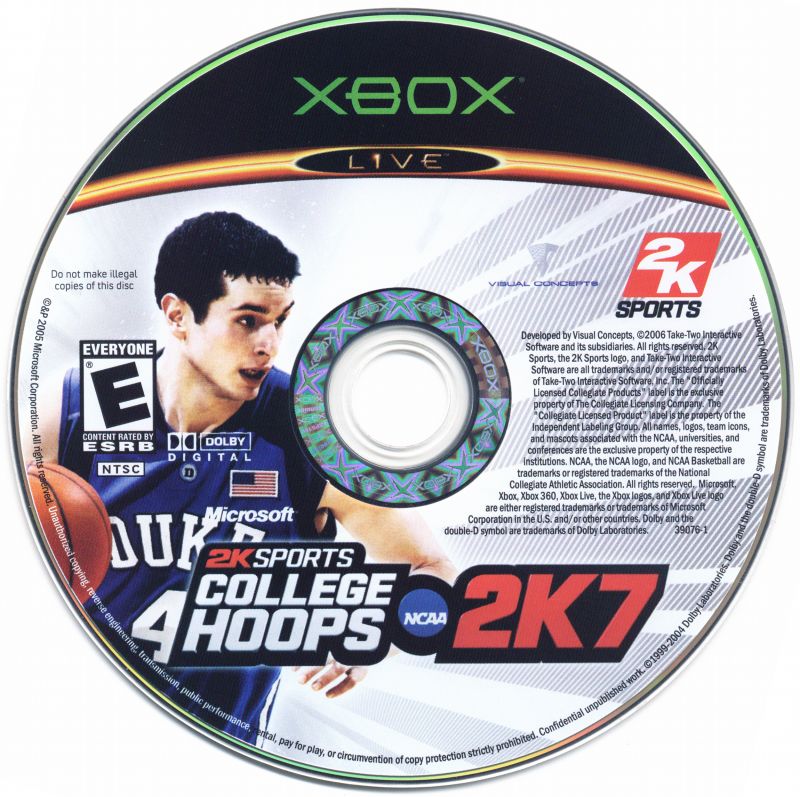 XBOX
LIVE™
Do not make illegal
copies of this disc
VISUAL CONCEPTS
2K
SPORTS
EVERYONE
E
CONTENT RATED BY
ESRB
NTSC
DOLBY
DIGITAL
D
Microsoft
DUKE
4
2K SPORTS
COLLEGE
HOOPS
NCAA
2K7
Developed by Visual Concepts, ©2006 Take-Two Interactive
Software and its subsidiaries. All rights reserved. 2K
Sports, the 2K Sports logo, and Take-Two Interactive
Software are all trademarks and/or registered trademarks
of Take-Two Interactive Software, Inc. The "Officially
Licensed Collegiate Products" label is the exclusive
property of The Collegiate Licensing Company. The
"Collegiate Licensed Product" label is the property of the
Independent Labeling Group. All names, logos, team icons,
and mascots associated with the NCAA, universities, and
conferences are the exclusive property of the respective
institutions. NCAA, the NCAA logo, and NCAA Basketball are
trademarks or registered trademarks of the National
Collegiate Athletic Association. All rights reserved. Microsoft,
Xbox, Xbox 360, Xbox Live, the Xbox logos, and Xbox Live logo
are either registered trademarks or trademarks of Microsoft
Corporation in the U.S. and/or other countries. Dolby and the
double-D symbol are trademarks of Dolby Laboratories. 39076-1
©&℗ 2005 Microsoft Corporation. All rights reserved. Unauthorized copying, reverse engineering, transmission, public performance, rental, pay for play, or circumvention of copy protection strictly prohibited. Confidential unpublished work. ©1999-2004 Dolby Laboratories. Dolby and the double-D symbol are trademarks of Dolby Laboratories.
XBOX